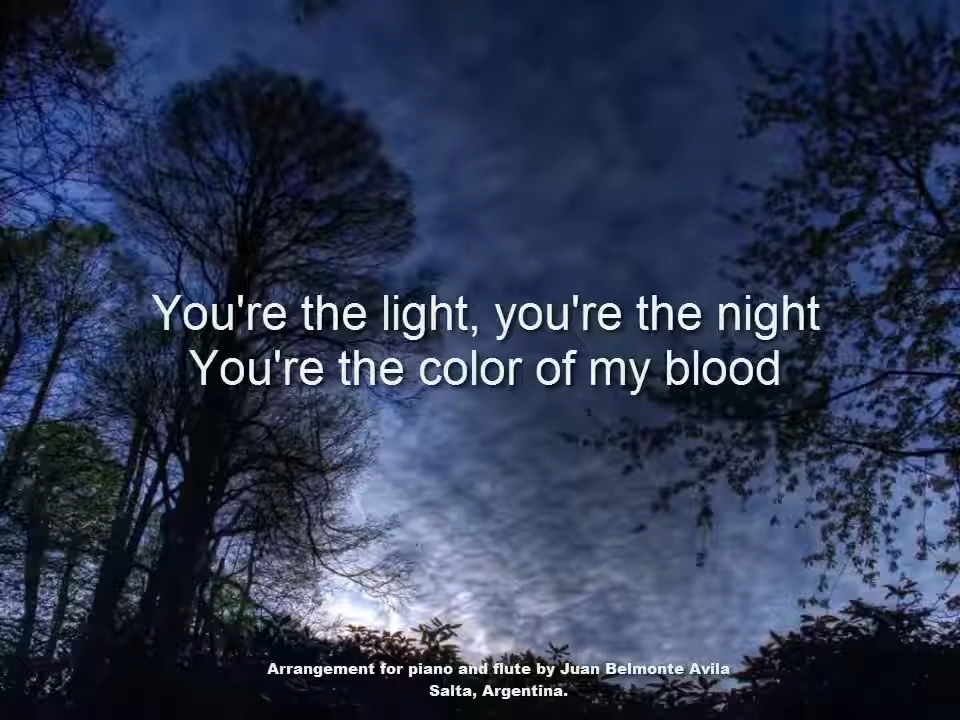 You're the light, you're the night
You're the color of my blood
Arrangement for piano and flute by Juan Belmonte Avila
Salta, Argentina.